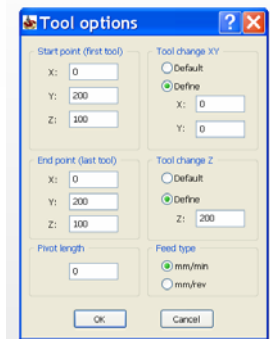 Tool options
Start point (first tool)
X: 0
Y: 200
Z: 100
Tool change XY
Default
Define
X: 0
Y: 0
End point (last tool)
X: 0
Y: 200
Z: 100
Tool change Z
Default
Define
Z: 200
Pivot length
0
Feed type
mm/min
mm/rev
OK
Cancel